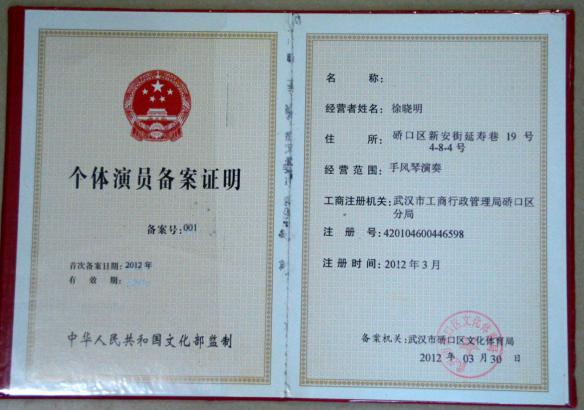 个体演员备案证明
备案号:001
首次备案日期:2012年
有 效 期:
中华人民共和国文化部监制
名 称:
经营者姓名: 徐晓明
住 所: 硚口区新安街延寿巷 19 号
4-8-4号
经营范围: 手风琴演奏
工商注册机关: 武汉市工商行政管理局硚口区
分局
注 册 号: 420104600446598
注册时间: 2012年3月
备案机关: 武汉市硚口区文化体育局
2012 年 03 月 30 日